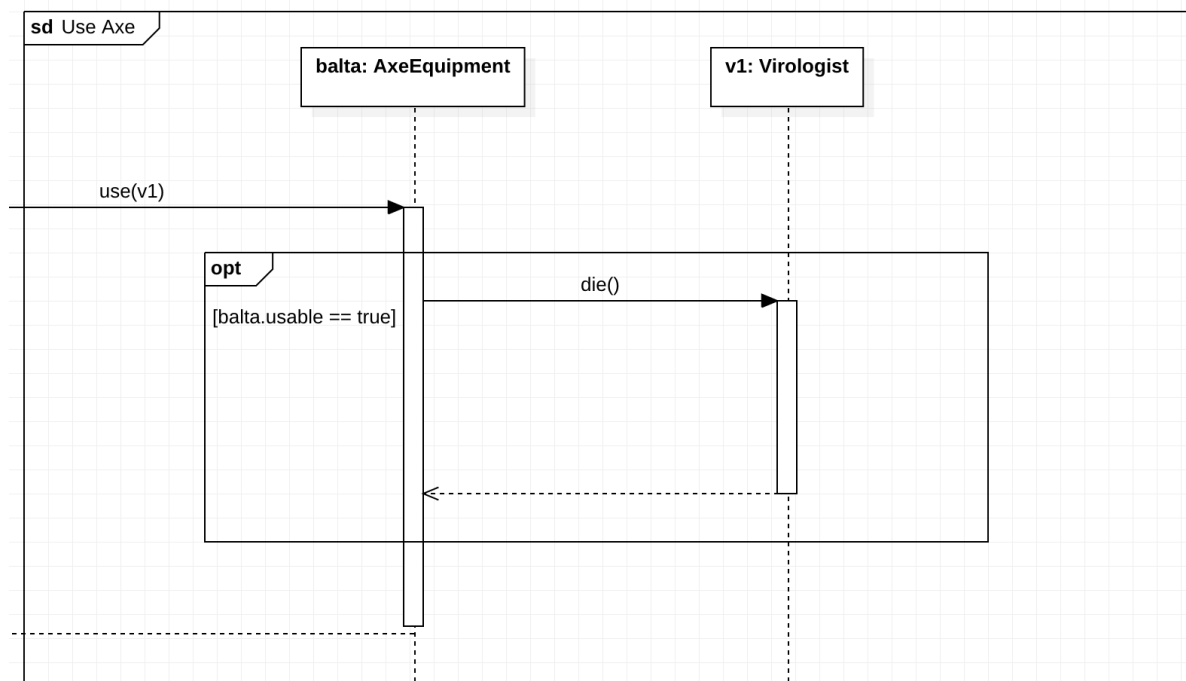 sd Use Axe
balta: AxeEquipment
v1: Virologist
use(v1)
opt
die()
[balta.usable == true]